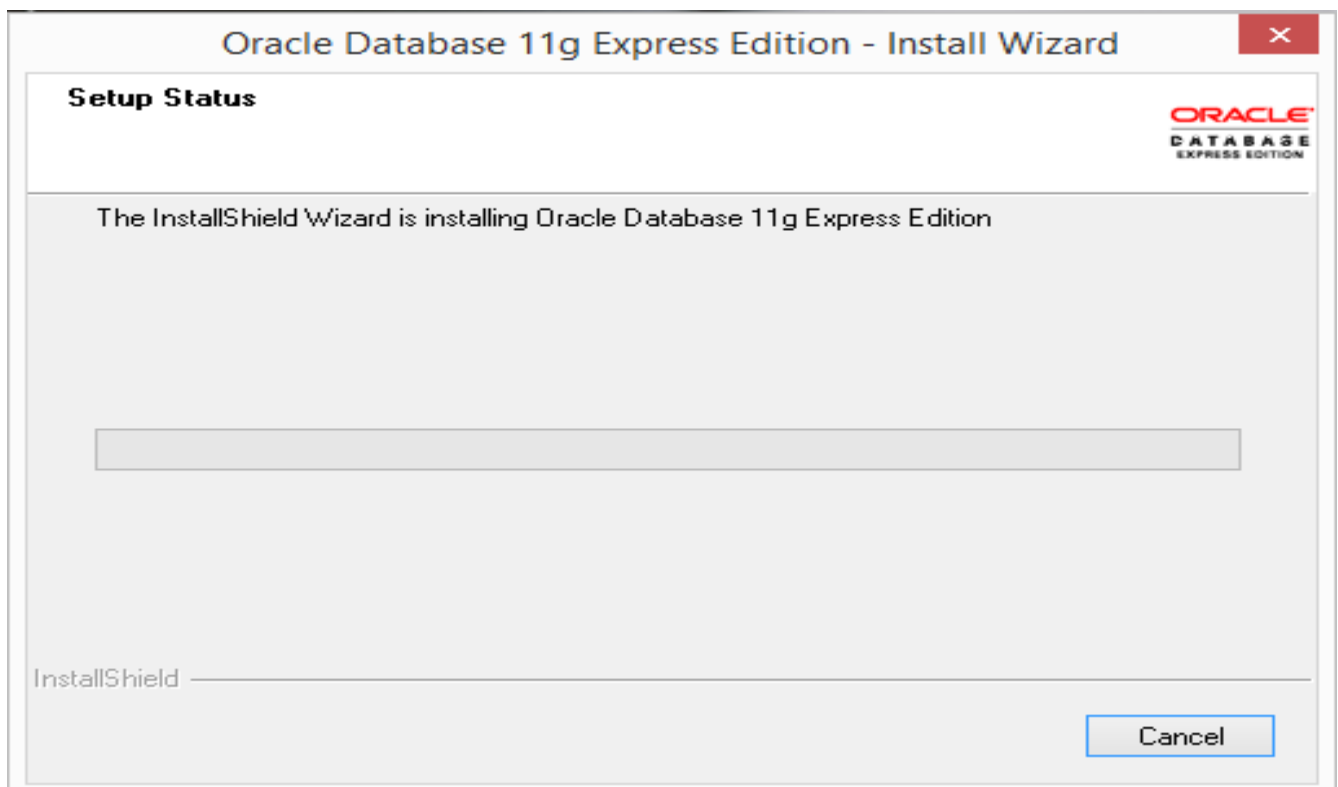 Oracle Database 11g Express Edition - Install Wizard
Setup Status
ORACLE
DATABASE
EXPRESS EDITION
The InstallShield Wizard is installing Oracle Database 11g Express Edition
InstallShield
Cancel